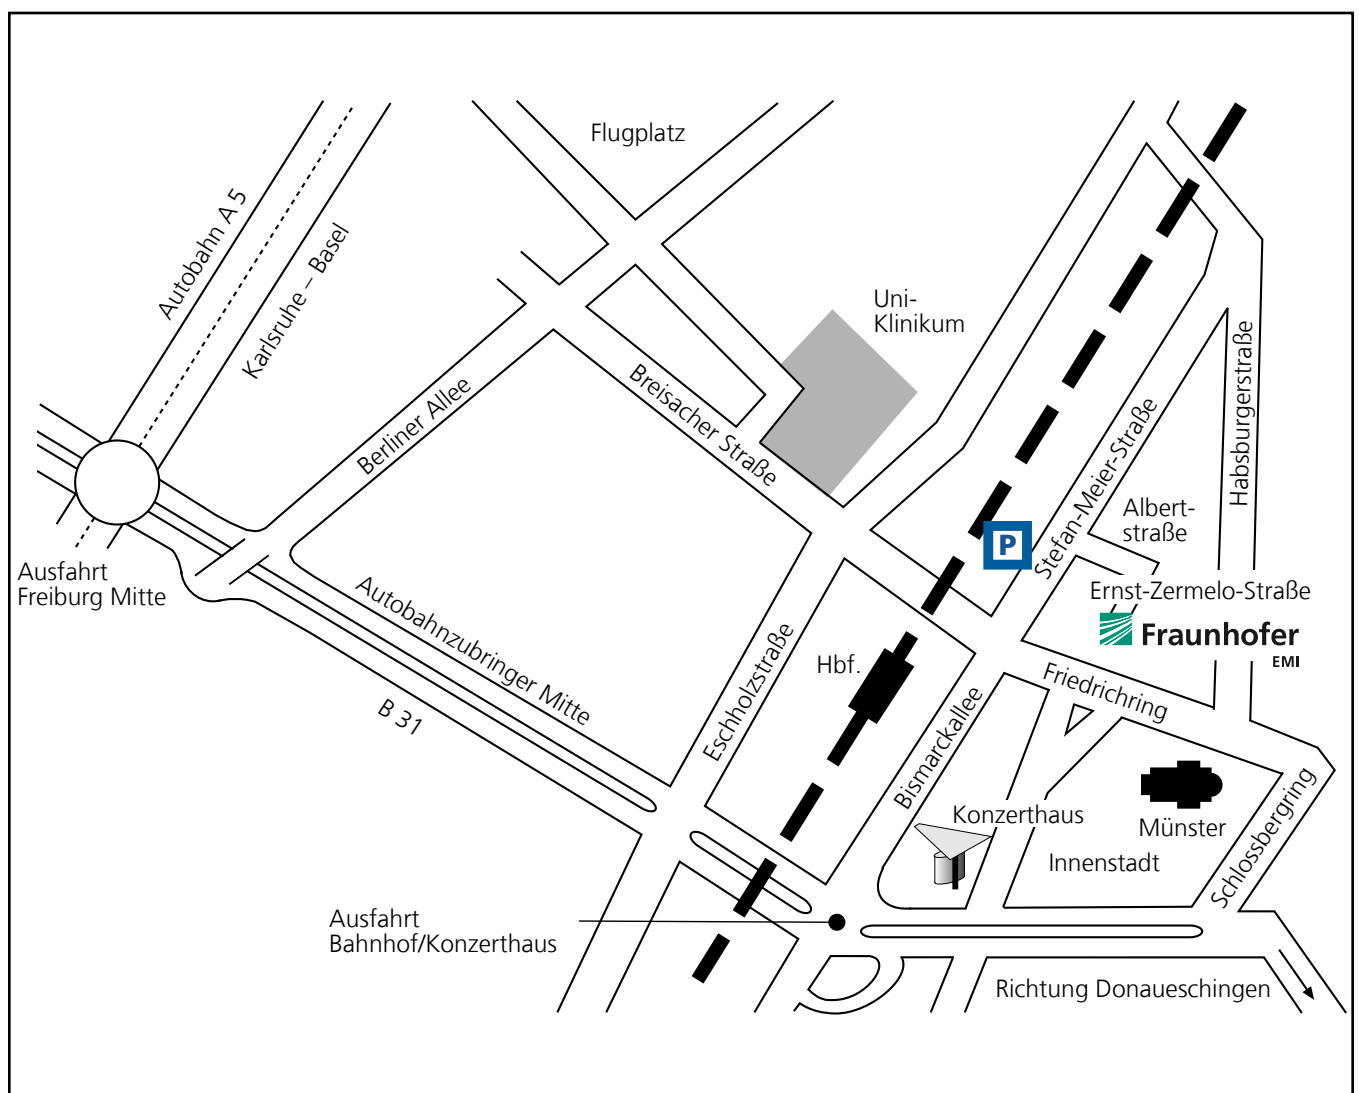 Flugplatz
Autobahn A 5
Karlsruhe – Basel
Uni-
Klinikum
Berliner Allee
Breisacher Straße
Habsburgerstraße
Stefan-Meier-Straße
Albert-
straße
P
Ausfahrt
Freiburg Mitte
Ernst-Zermelo-Straße
Fraunhofer
EMI
Autobahnzubringer Mitte
B 31
Eschholzstraße
Hbf.
Friedrichring
Bismarckallee
Konzerthaus
Münster
Innenstadt
Schlossbergring
Ausfahrt
Bahnhof/Konzerthaus
Richtung Donaueschingen